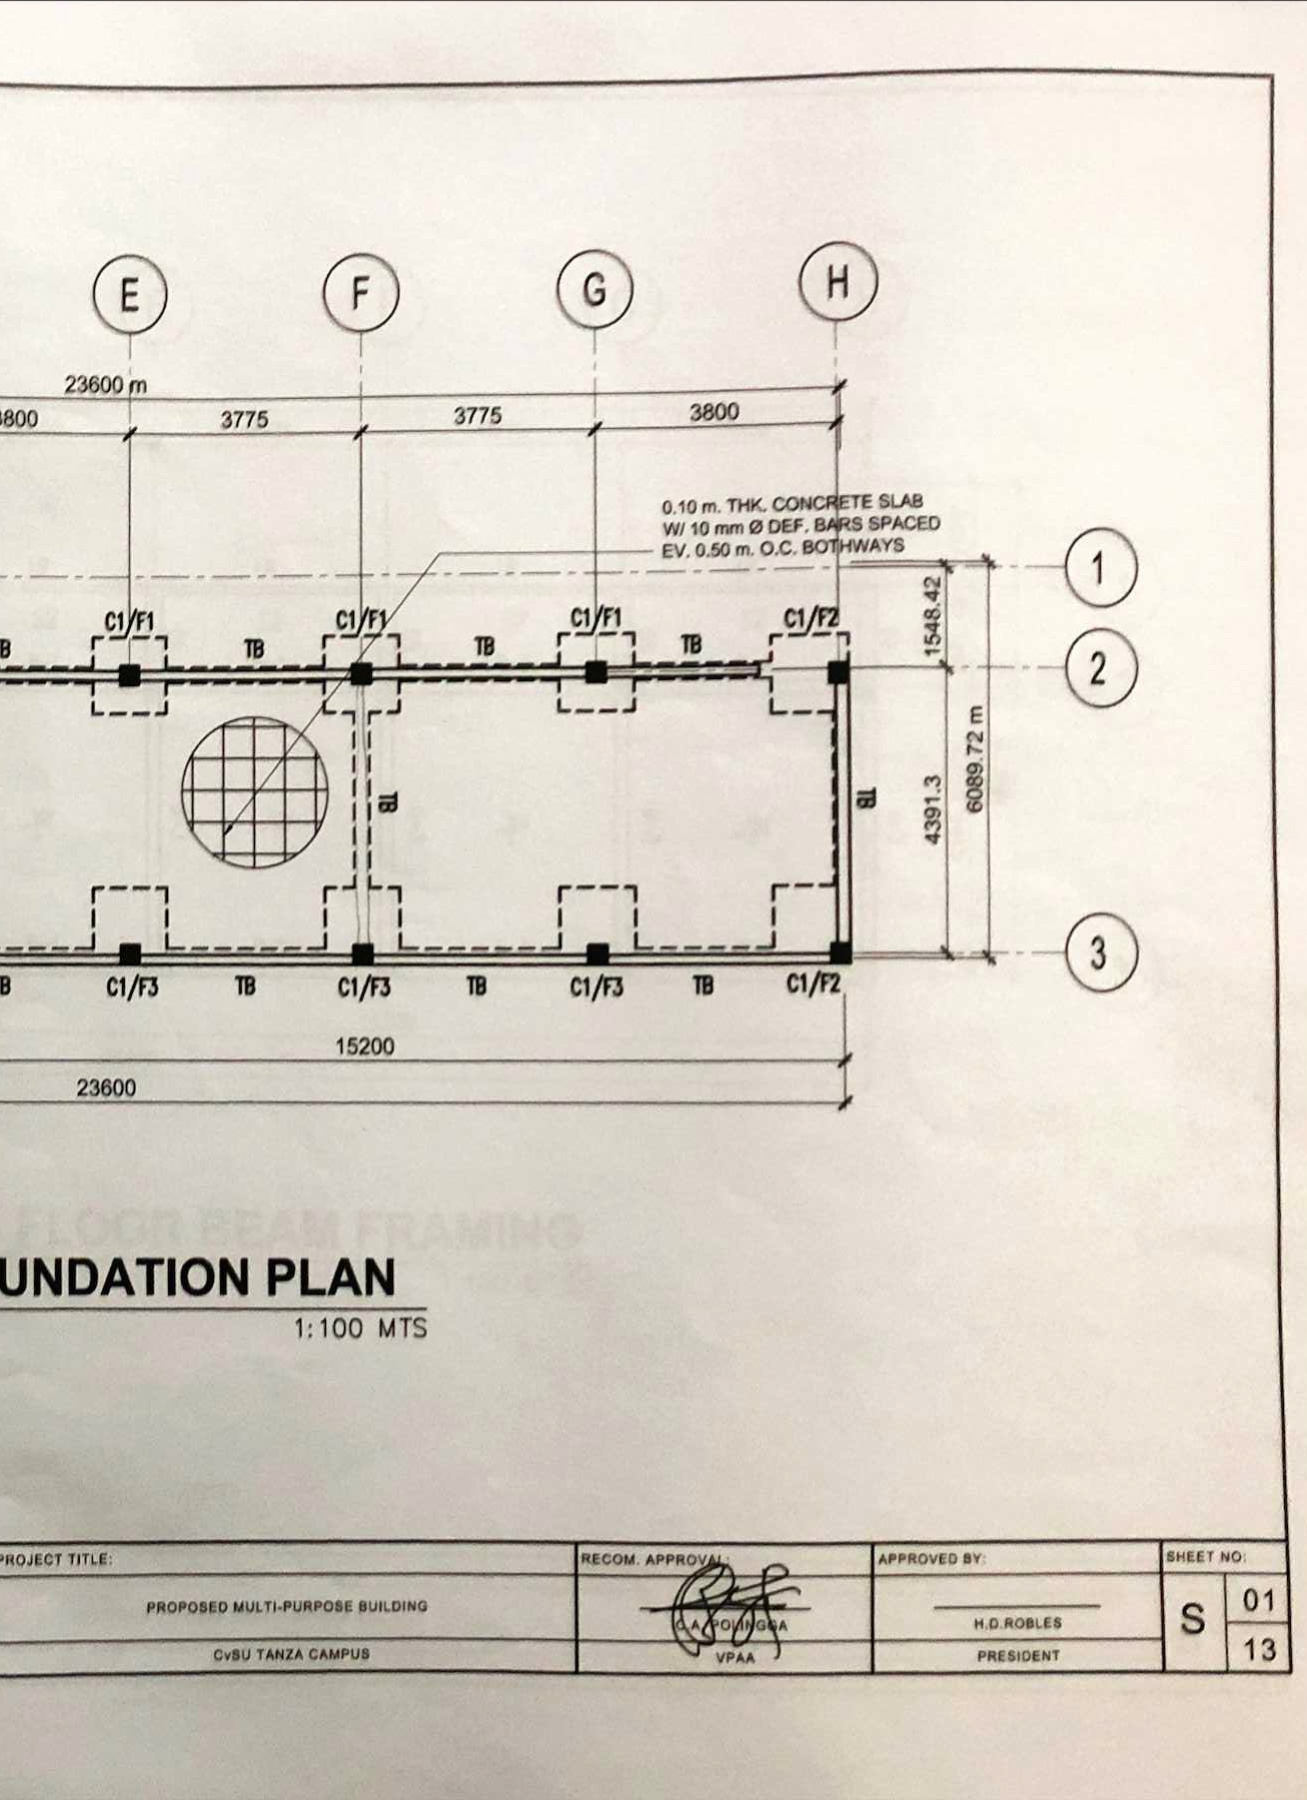 E F G H
23600 m
3775 3775 3800
0.10 m. THK. CONCRETE SLAB
W/ 10 mm Ø DEF. BARS SPACED
EV. 0.50 m. O.C. BOTHWAYS
1
1548.42
C1/F1 C1/F1 C1/F1 C1/F2
B TB TB TB
2
6089.72 m
4391.3
TB TB
3
B C1/F3 TB C1/F3 TB C1/F3 TB C1/F2
15200
23600
FLOOR BEAM FRAMING
UNDATION PLAN
1:100 MTS
PROJECT TITLE: RECOM. APPROVAL: APPROVED BY: SHEET NO:
PROPOSED MULTI-PURPOSE BUILDING
H.D.ROBLES
S 01
13
CvSU TANZA CAMPUS VPAA PRESIDENT